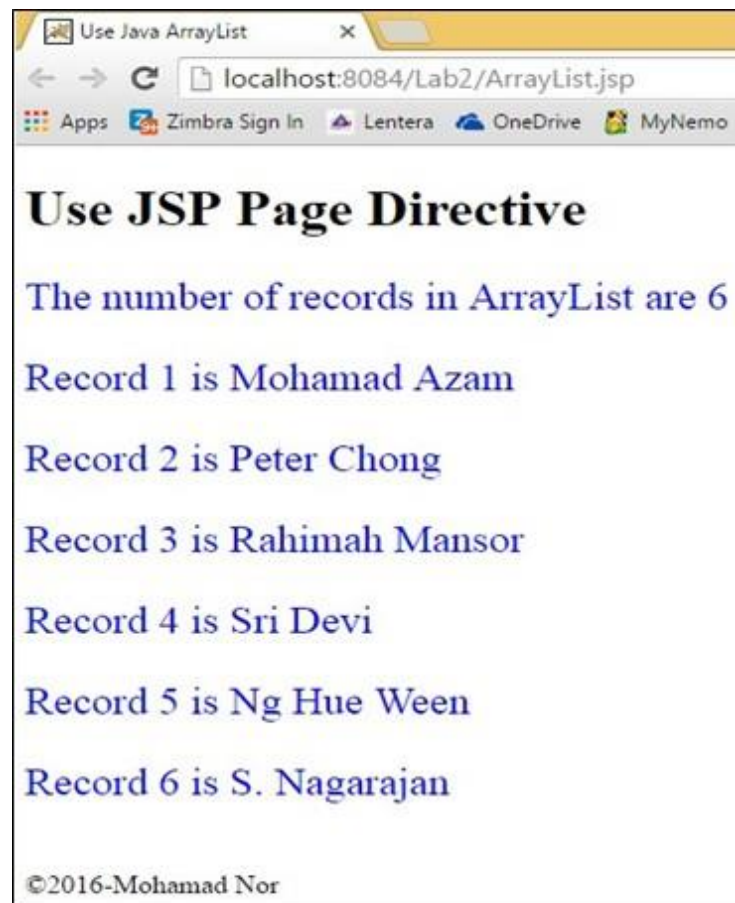 Use Java ArrayList
localhost:8084/Lab2/ArrayList.jsp
Apps Zimbra Sign In Lentera OneDrive MyNemo
Use JSP Page Directive
The number of records in ArrayList are 6
Record 1 is Mohamad Azam
Record 2 is Peter Chong
Record 3 is Rahimah Mansor
Record 4 is Sri Devi
Record 5 is Ng Hue Ween
Record 6 is S. Nagarajan
©2016-Mohamad Nor